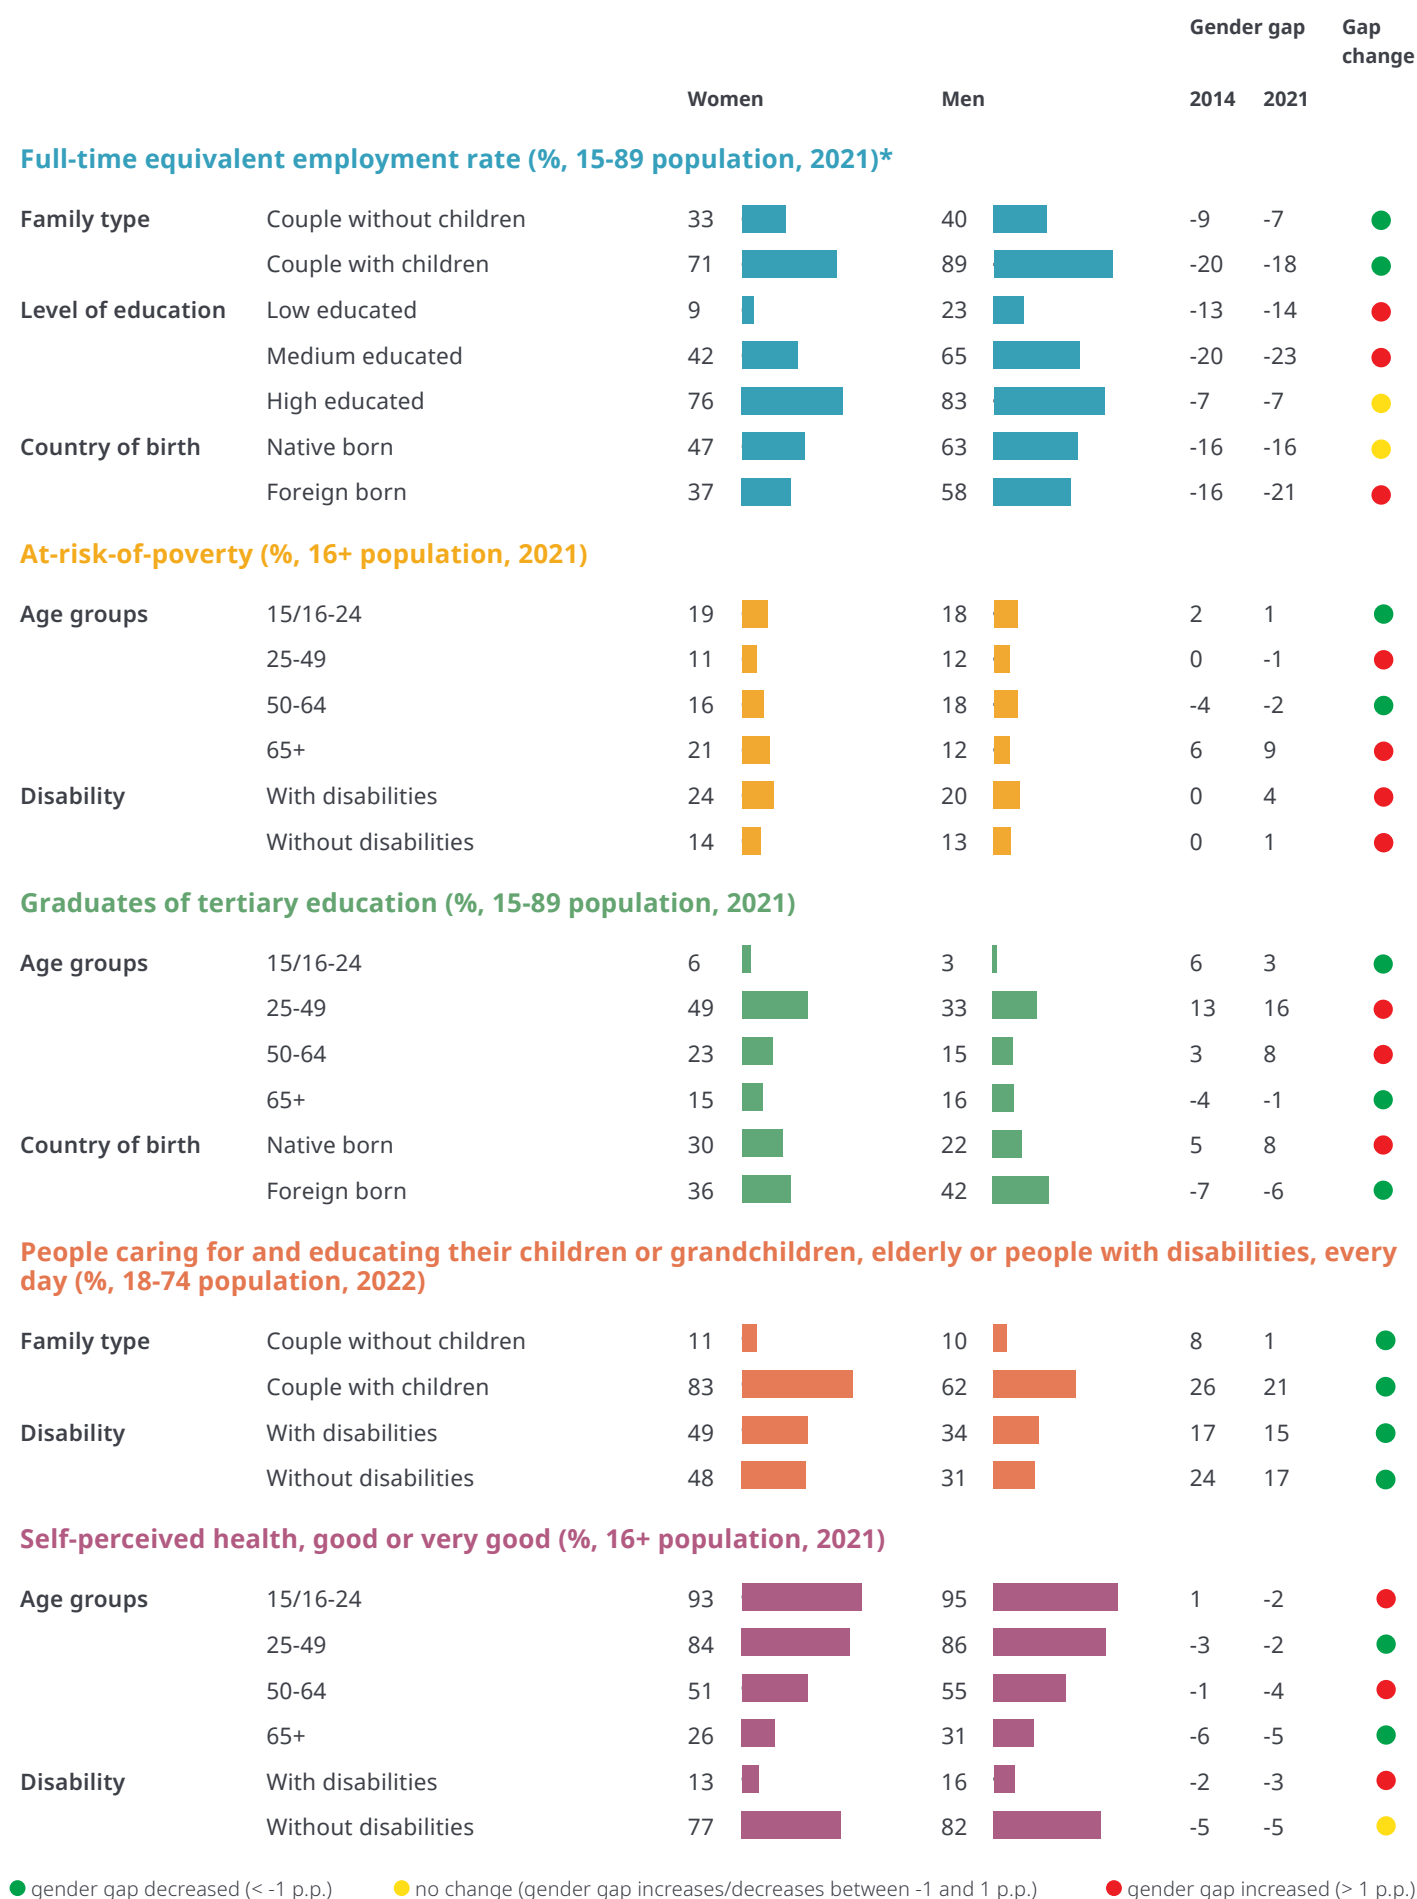 Gender gap Gap
change
Women Men 2014 2021
Full-time equivalent employment rate (%, 15-89 population, 2021)*
Family type Couple without children 33 40 -9 -7
Couple with children 71 89 -20 -18
Level of education Low educated 9 23 -13 -14
Medium educated 42 65 -20 -23
High educated 76 83 -7 -7
Country of birth Native born 47 63 -16 -16
Foreign born 37 58 -16 -21
At-risk-of-poverty (%, 16+ population, 2021)
Age groups 15/16-24 19 18 2 1
25-49 11 12 0 -1
50-64 16 18 -4 -2
65+ 21 12 6 9
Disability With disabilities 24 20 0 4
Without disabilities 14 13 0 1
Graduates of tertiary education (%, 15-89 population, 2021)
Age groups 15/16-24 6 3 6 3
25-49 49 33 13 16
50-64 23 15 3 8
65+ 15 16 -4 -1
Country of birth Native born 30 22 5 8
Foreign born 36 42 -7 -6
People caring for and educating their children or grandchildren, elderly or people with disabilities, every
day (%, 18-74 population, 2022)
Family type Couple without children 11 10 8 1
Couple with children 83 62 26 21
Disability With disabilities 49 34 17 15
Without disabilities 48 31 24 17
Self-perceived health, good or very good (%, 16+ population, 2021)
Age groups 15/16-24 93 95 1 -2
25-49 84 86 -3 -2
50-64 51 55 -1 -4
65+ 26 31 -6 -5
Disability With disabilities 13 16 -2 -3
Without disabilities 77 82 -5 -5
gender gap decreased (< -1 p.p.) no change (gender gap increases/decreases between -1 and 1 p.p.) gender gap increased (> 1 p.p.)